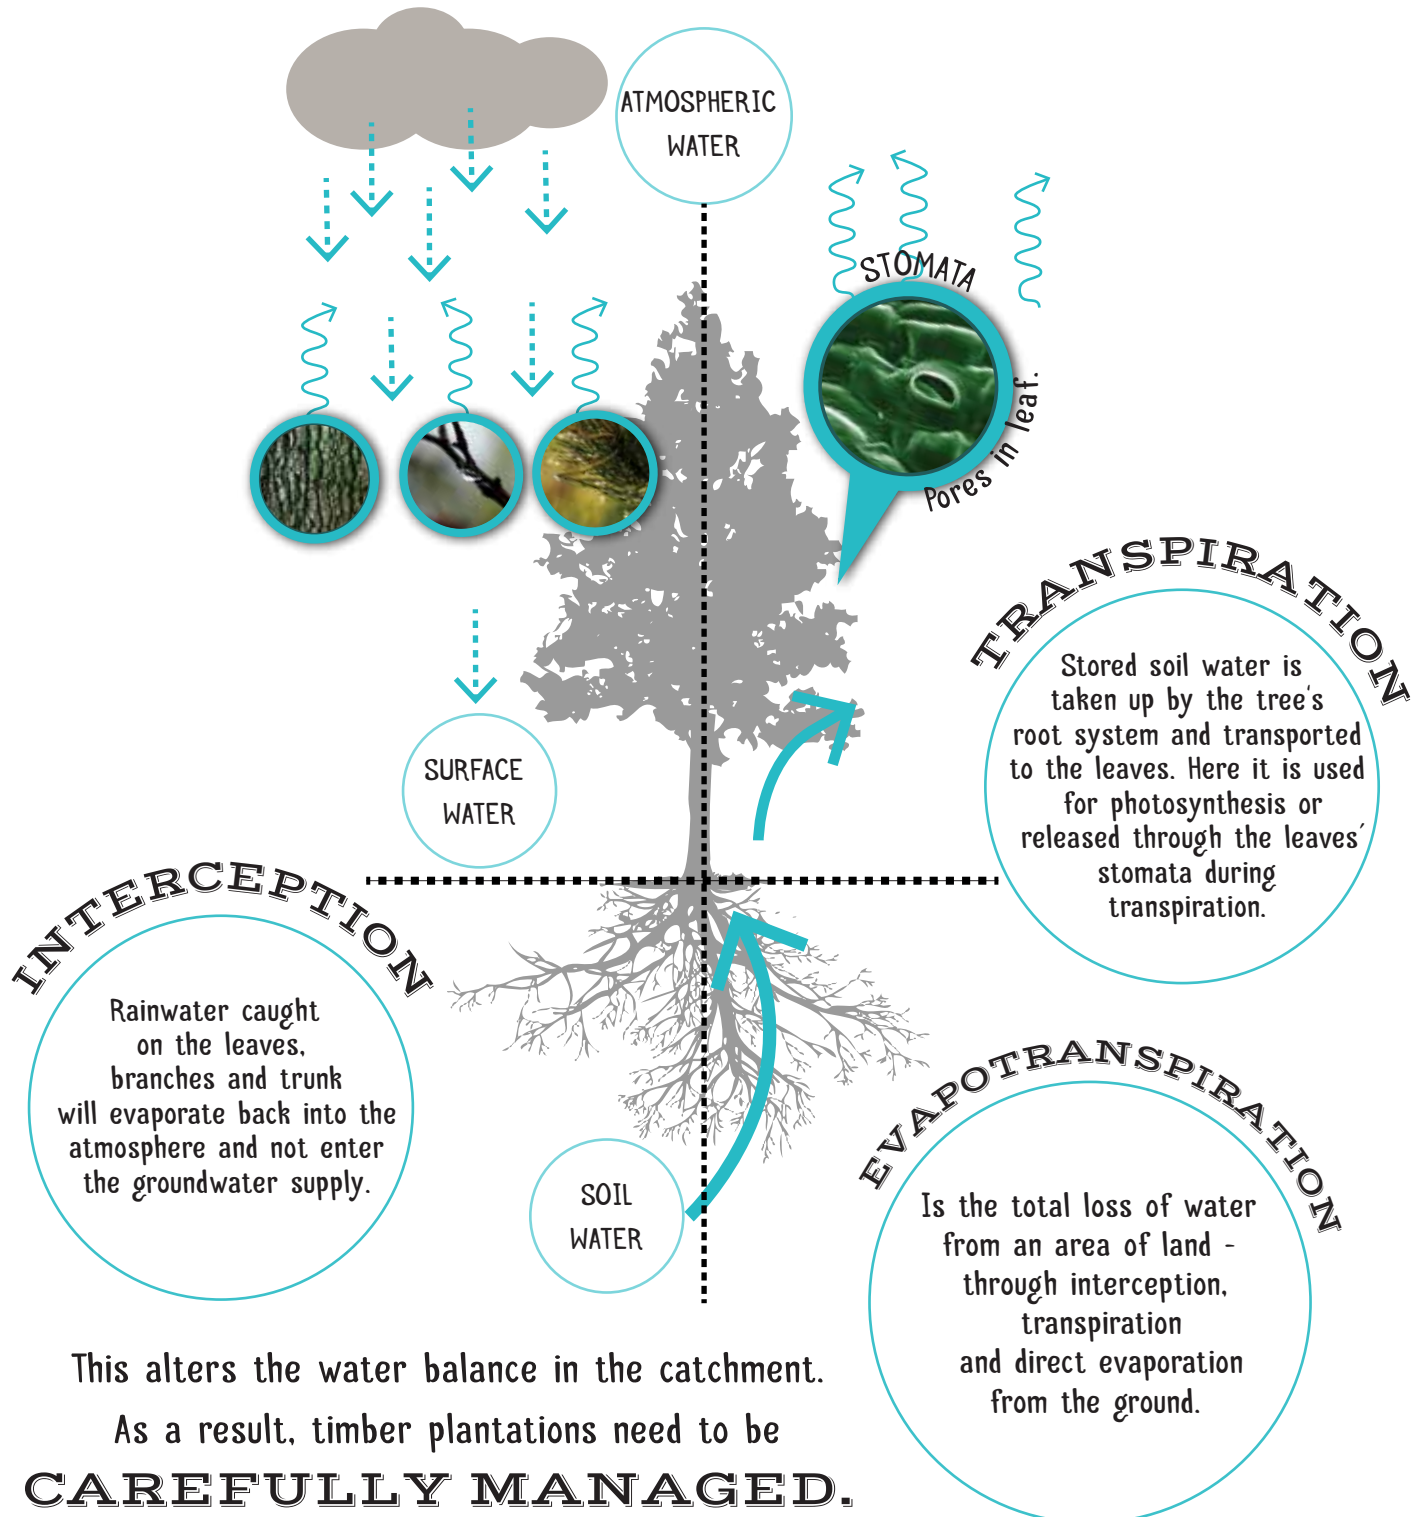 ATMOSPHERIC
WATER
STOMATA
Pores in leaf.
TRANSPIRATION
Stored soil water is
taken up by the tree's
root system and transported
to the leaves. Here it is used
for photosynthesis or
released through the leaves'
stomata during
transpiration.
SURFACE
WATER
INTERCEPTION
Rainwater caught
on the leaves,
branches and trunk
will evaporate back into the
atmosphere and not enter
the groundwater supply.
SOIL
WATER
EVAPOTRANSPIRATION
Is the total loss of water
from an area of land -
through interception,
transpiration
and direct evaporation
from the ground.
This alters the water balance in the catchment.
As a result, timber plantations need to be
CAREFULLY MANAGED.